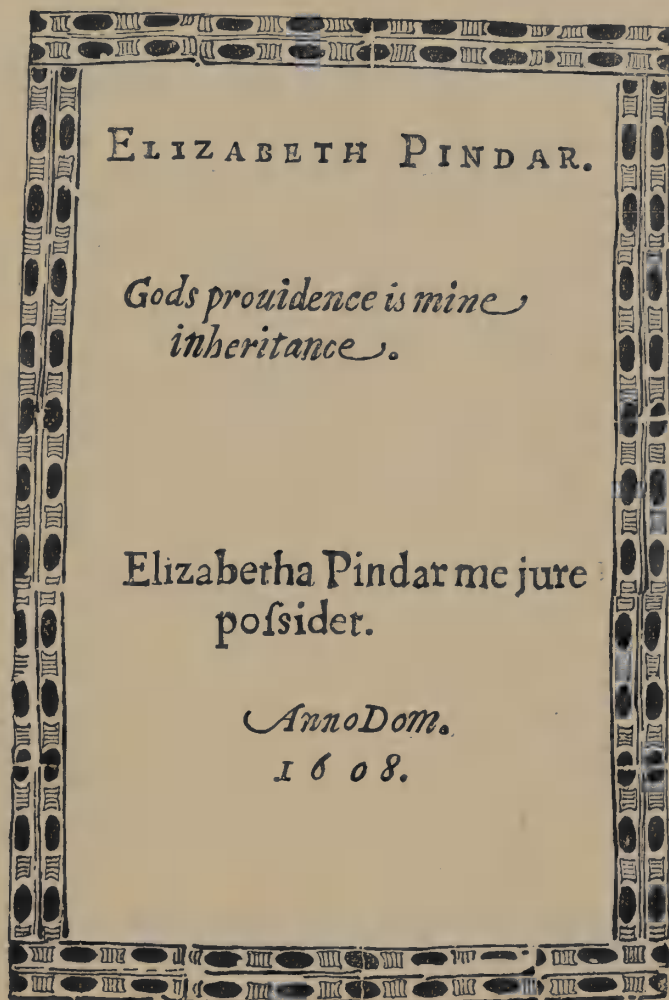 ELIZABETH PINDAR.
Gods prouidence is mine
inheritance.
Elizabetha Pindar me jure
poſsidet.
Anno Dom.
1608.